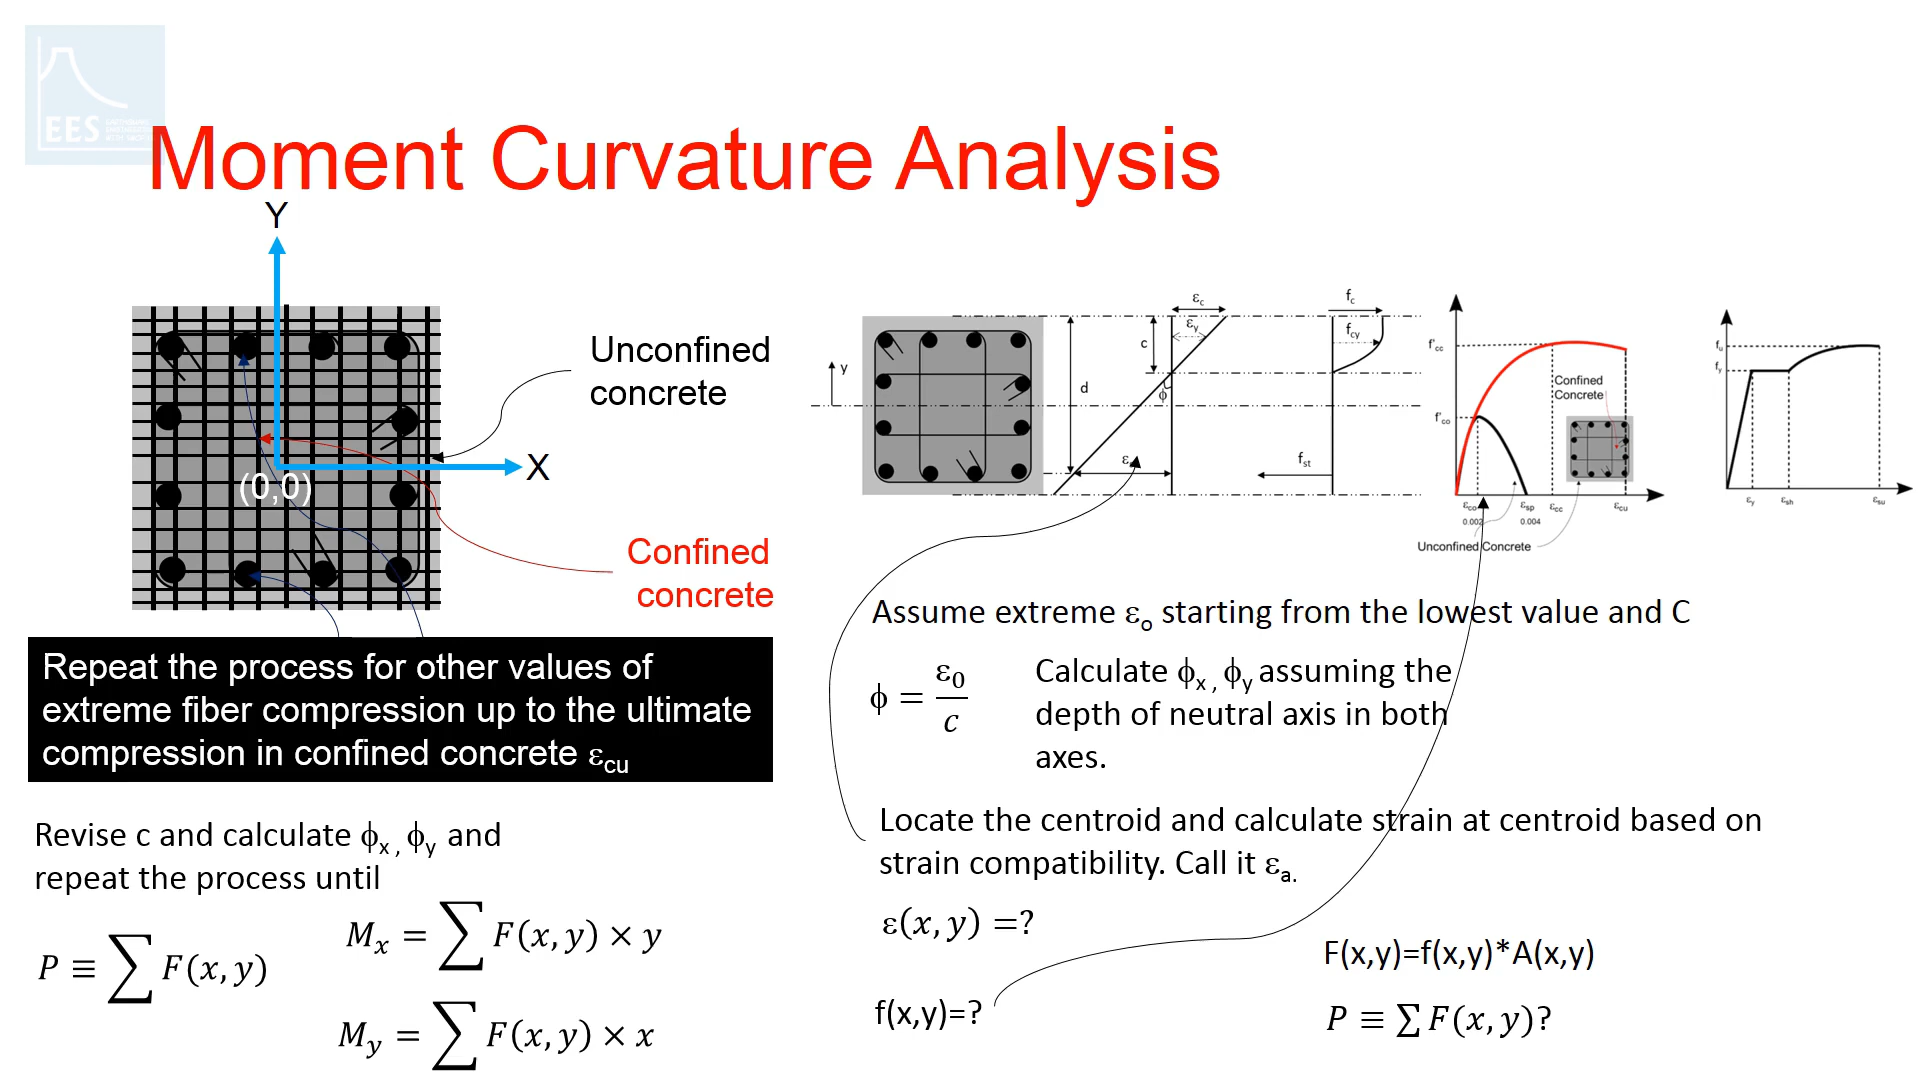 EES
Moment Curvature Analysis
Y
X
(0,0)
Unconfined
concrete
Confined
concrete
Repeat the process for other values of
extreme fiber compression up to the ultimate
compression in confined concrete εcu
Revise c and calculate ϕx , ϕy and
repeat the process until
P ≡ ∑ F(x, y)
Mx = ∑ F(x, y) × y
My = ∑ F(x, y) × x
y
εc
εy
c
d
ϕ
fc
fcy
fst
f'cc
f'co
Confined
Concrete
εco
εsp
εcc
εcu
0.002
0.004
Unconfined Concrete
fu
fy
εy
εsh
εsu
Assume extreme εo starting from the lowest value and C
ϕ = ε0/c
Calculate ϕx , ϕy assuming the
depth of neutral axis in both
axes.
Locate the centroid and calculate strain at centroid based on
strain compatibility. Call it εa.
ε(x, y) =?
f(x,y)=?
F(x,y)=f(x,y)*A(x,y)
P ≡ ∑ F(x, y)?